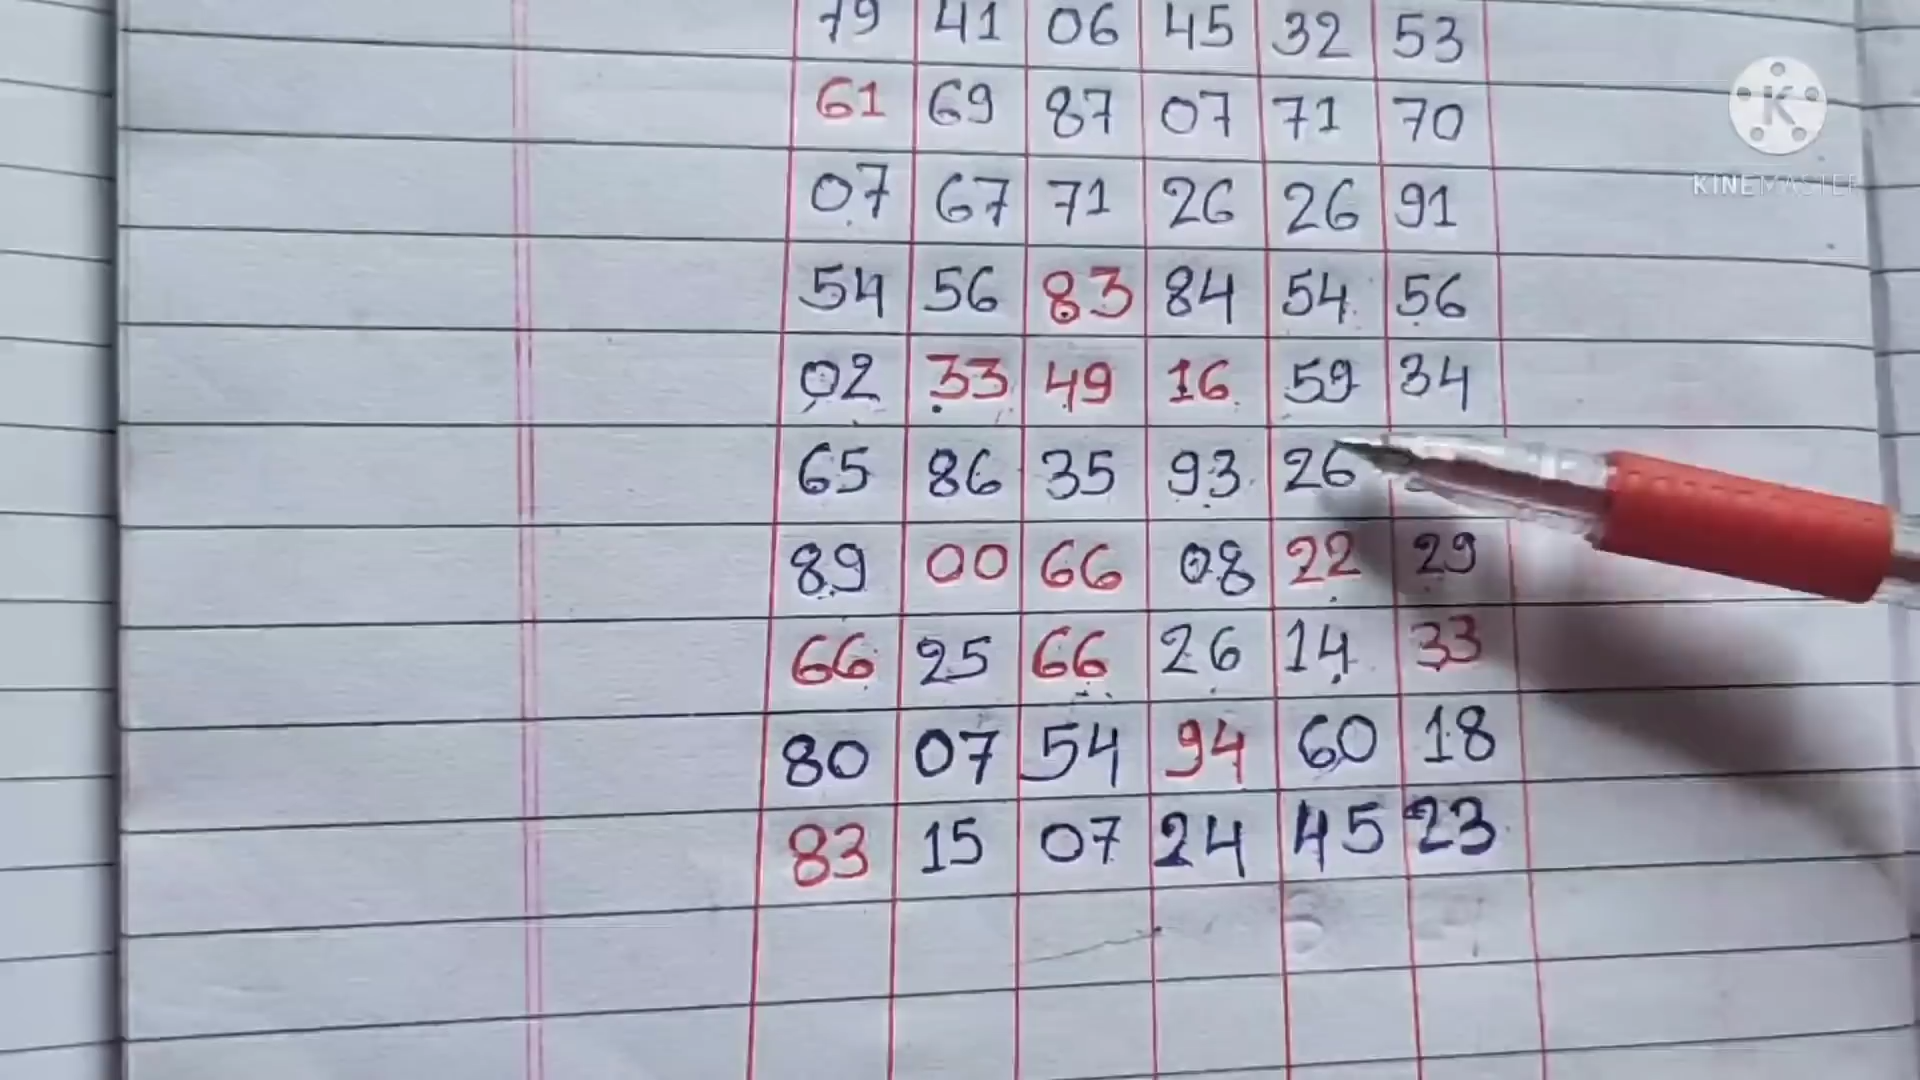 79 41 06 45 32 53
61 69 87 07 71 70
07 67 71 26 26 91
54 56 83 84 54 56
02 33 49 16 59 34
65 86 35 93 26
89 00 66 08 22 29
66 25 66 26 14 33
80 07 54 94 60 18
83 15 07 24 45 23
K
KINEMASTER